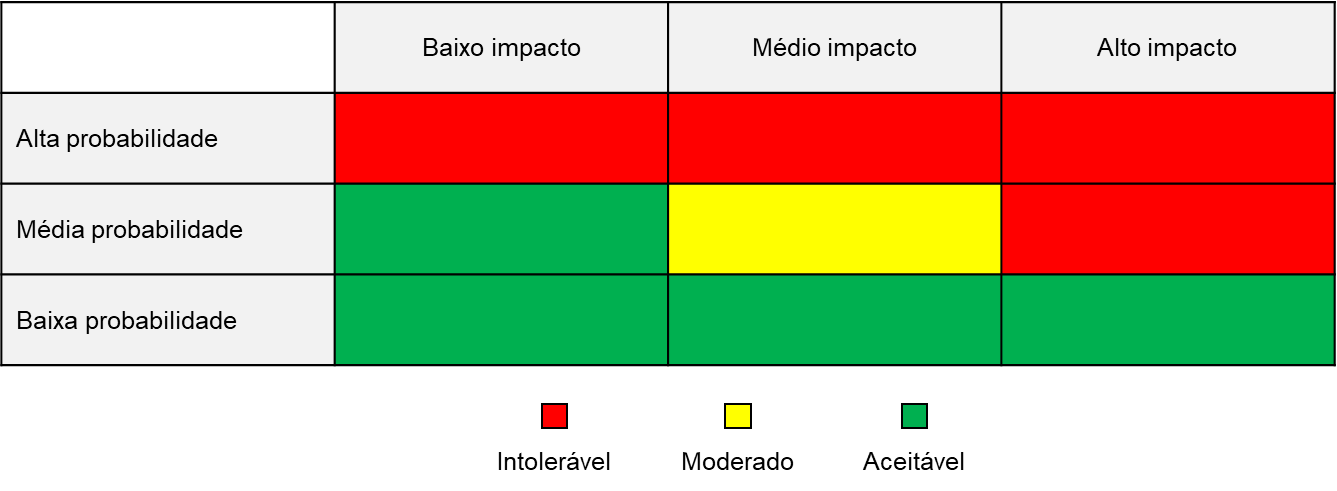 Baixo impacto
Médio impacto
Alto impacto
Alta probabilidade
Média probabilidade
Baixa probabilidade
Intolerável
Moderado
Aceitável